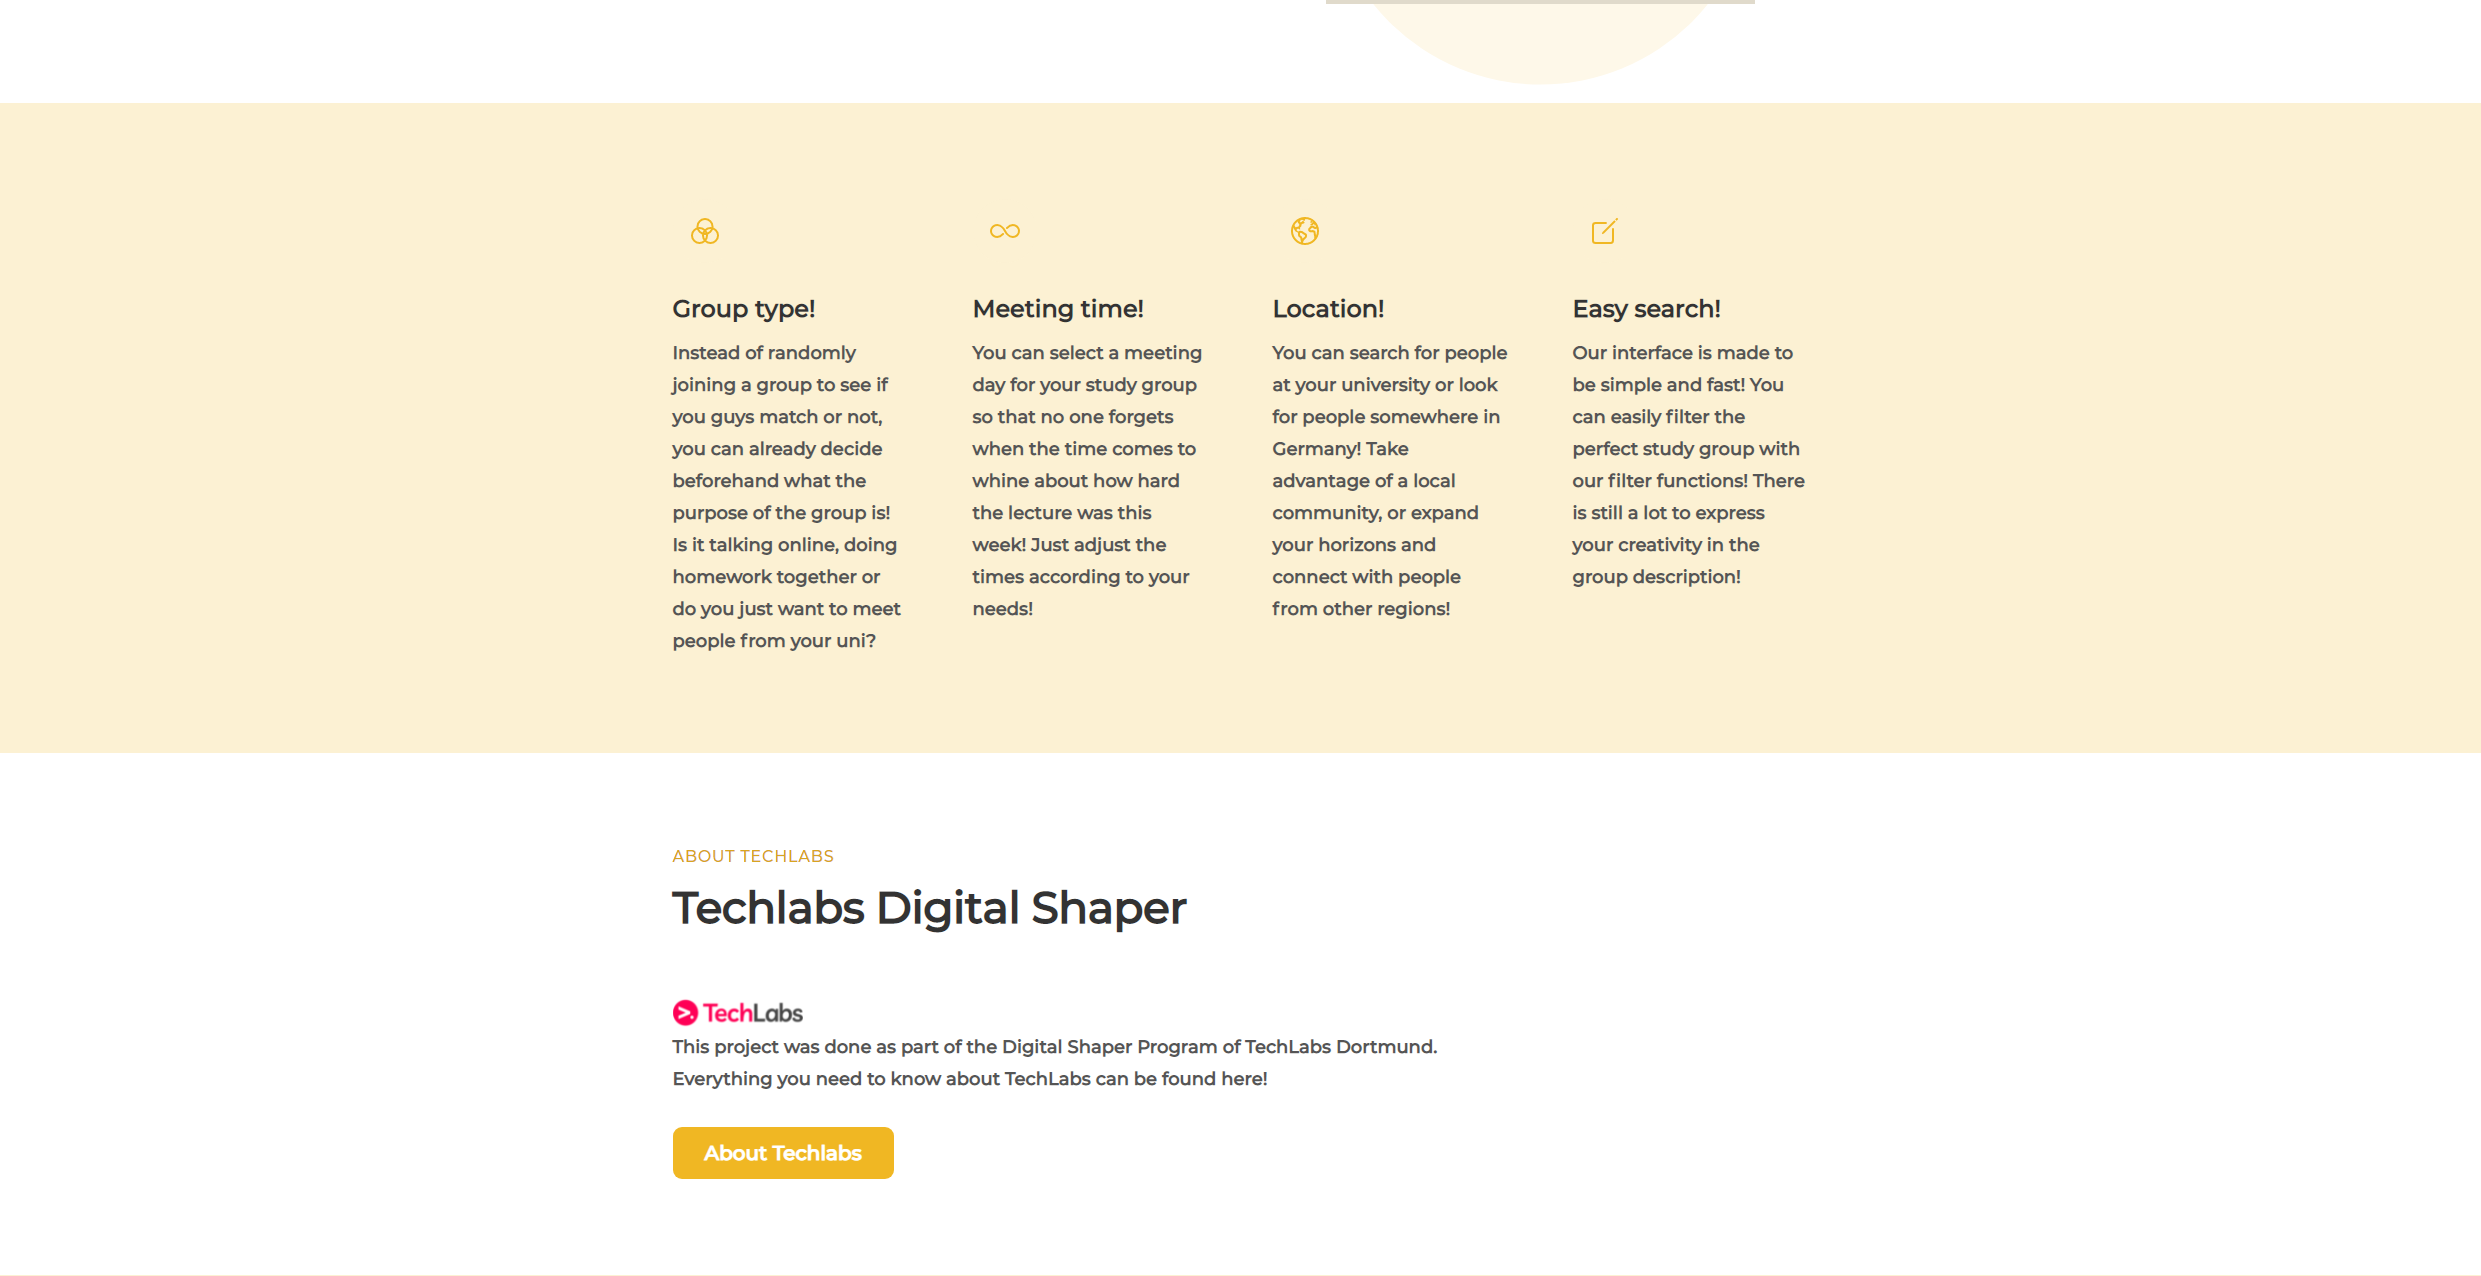 Group type!
Instead of randomly
joining a group to see if
you guys match or not,
you can already decide
beforehand what the
purpose of the group is!
Is it talking online, doing
homework together or
do you just want to meet
people from your uni?
Meeting time!
You can select a meeting
day for your study group
so that no one forgets
when the time comes to
whine about how hard
the lecture was this
week! Just adjust the
times according to your
needs!
Location!
You can search for people
at your university or look
for people somewhere in
Germany! Take
advantage of a local
community, or expand
your horizons and
connect with people
from other regions!
Easy search!
Our interface is made to
be simple and fast! You
can easily filter the
perfect study group with
our filter functions! There
is still a lot to express
your creativity in the
group description!
ABOUT TECHLABS
Techlabs Digital Shaper
TechLabs
This project was done as part of the Digital Shaper Program of TechLabs Dortmund.
Everything you need to know about TechLabs can be found here!
About Techlabs